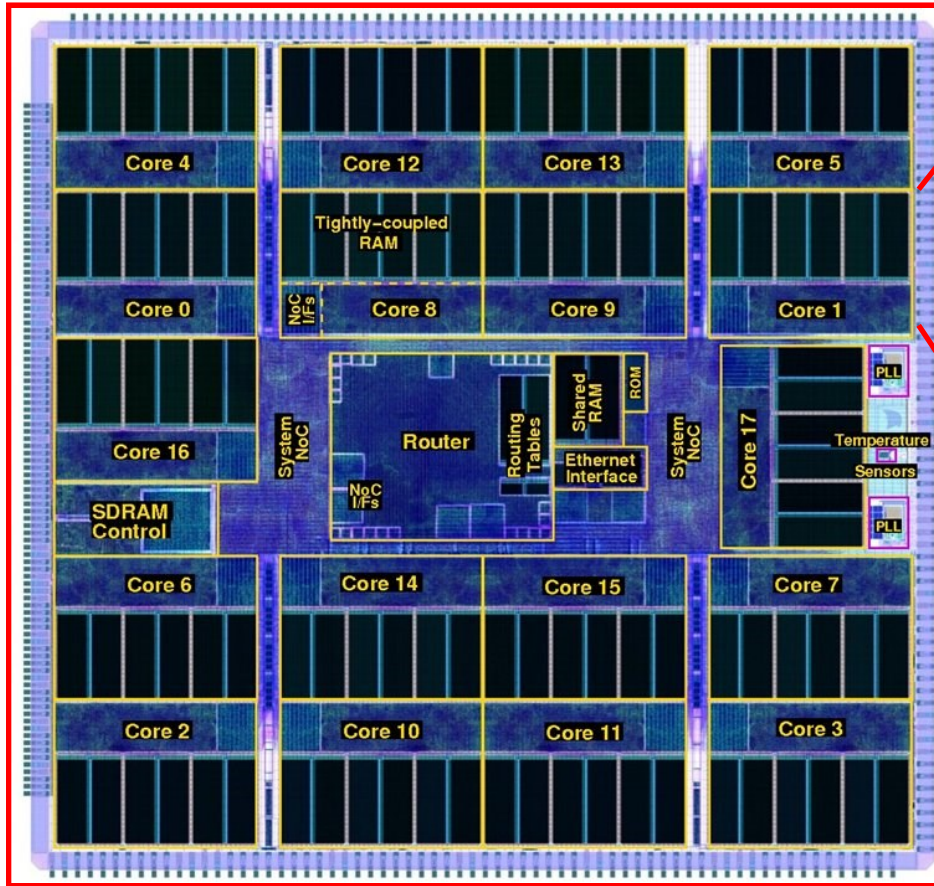 Core 4
Core 12
Core 13
Core 5
Tightly-coupled
RAM
Core 0
NoC
I/Fs
Core 8
Core 9
Core 1
Core 16
System
NoC
Router
NoC
I/Fs
Routing
Tables
Shared
RAM
ROM
Ethernet
Interface
System
NoC
Core 17
PLL
Temperature
Sensors
PLL
SDRAM
Control
Core 6
Core 14
Core 15
Core 7
Core 2
Core 10
Core 11
Core 3